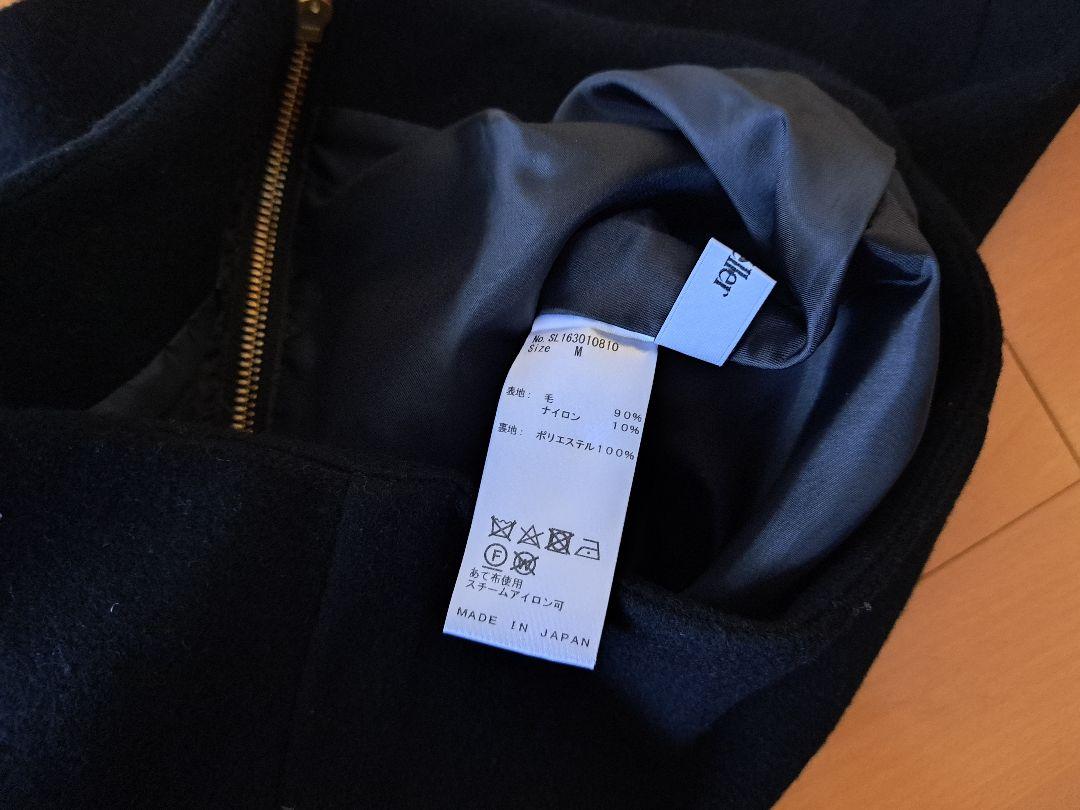 eller
No. SL163010810
Size M
表地: 毛 90%
ナイロン 10%
裏地: ポリエステル100%
F
W
あて布使用
スチームアイロン可
MADE IN JAPAN